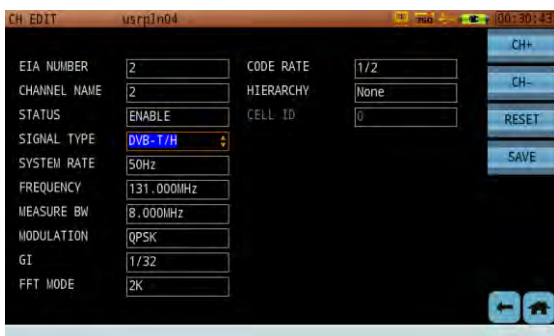 CH EDIT usrpIn04 75Ω 00:30:43
CH+
EIA NUMBER 2 CODE RATE 1/2
CHANNEL NAME 2 HIERARCHY None
CH-
STATUS ENABLE CELL ID 0
RESET
SIGNAL TYPE DVB-T/H
SYSTEM RATE 50Hz
SAVE
FREQUENCY 131.000MHz
MEASURE BW 8.000MHz
MODULATION QPSK
GI 1/32
FFT MODE 2K